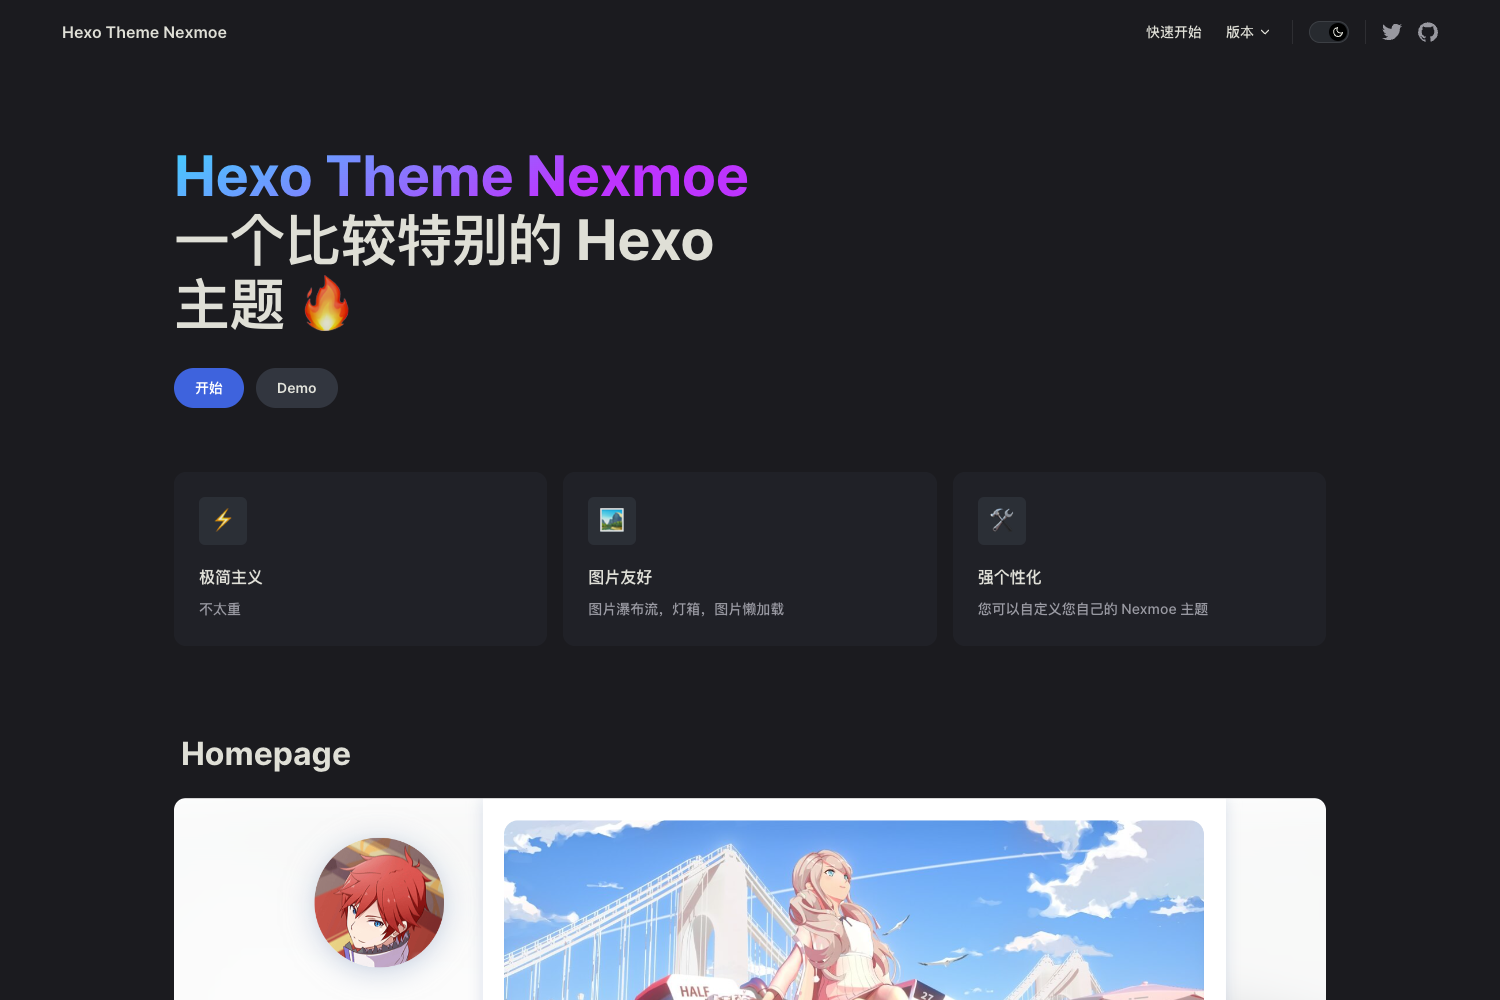 Hexo Theme Nexmoe
快速开始
版本
Hexo Theme Nexmoe
一个比较特别的 Hexo
主题 🔥
开始
Demo
极简主义
不太重
图片友好
图片瀑布流，灯箱，图片懒加载
强个性化
您可以自定义您自己的 Nexmoe 主题
Homepage
HALF
27